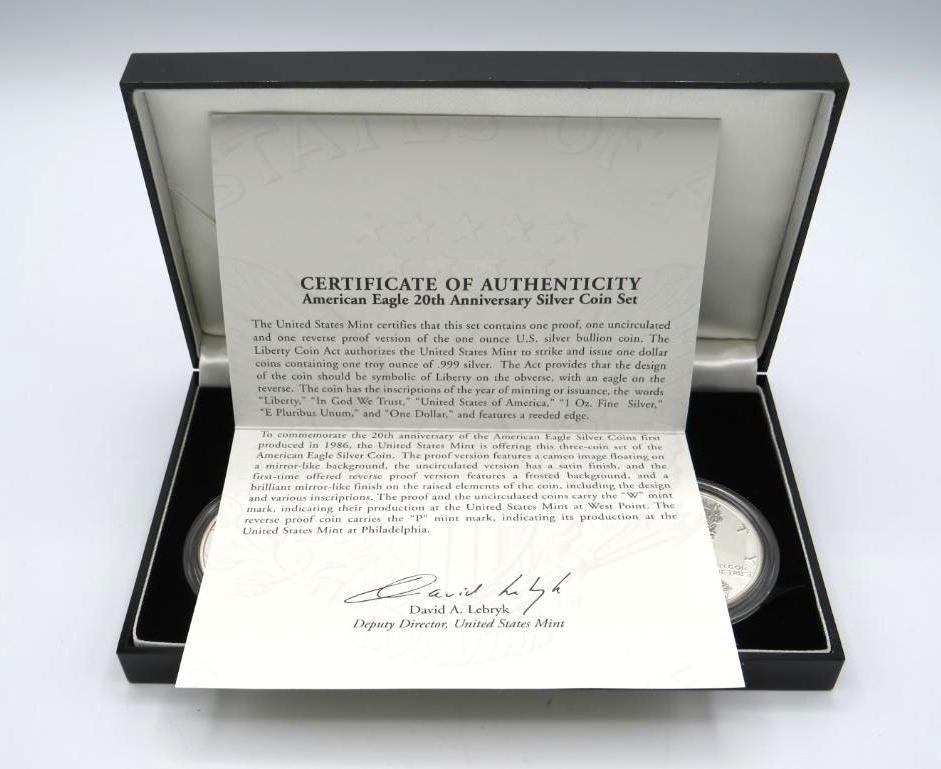 STATES OF A
CERTIFICATE OF AUTHENTICITY
American Eagle 20th Anniversary Silver Coin Set
The United States Mint certifies that this set contains one proof, one uncirculated
and one reverse proof version of the one ounce U.S. silver bullion coin. The
Liberty Coin Act authorizes the United States Mint to strike and issue one dollar
coins containing one troy ounce of .999 silver. The Act provides that the design
of the coin should be symbolic of Liberty on the obverse, with an eagle on the
reverse. The coin has the inscriptions of the year of minting or issuance, the words
"Liberty," "In God We Trust," "United States of America," "1 Oz. Fine Silver,"
"E Pluribus Unum," and "One Dollar," and features a reeded edge.
To commemorate the 20th anniversary of the American Eagle Silver Coins first
produced in 1986, the United States Mint is offering this three-coin set of the
American Eagle Silver Coin. The proof version features a cameo image floating on
a mirror-like background, the uncirculated version has a satin finish, and the
first-time offered reverse proof version features a frosted background, and a
brilliant mirror-like finish on the raised elements of the coin, including the design
and various inscriptions. The proof and the uncirculated coins carry the "W" mint
mark, indicating their production at the United States Mint at West Point. The
reverse proof coin carries the "P" mint mark, indicating its production at the
United States Mint at Philadelphia.
David Lebryk
David A. Lebryk
Deputy Director, United States Mint
T Y